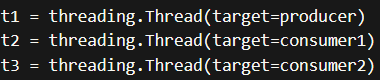 t1 = threading.Thread(target=producer)
t2 = threading.Thread(target=consumer1)
t3 = threading.Thread(target=consumer2)